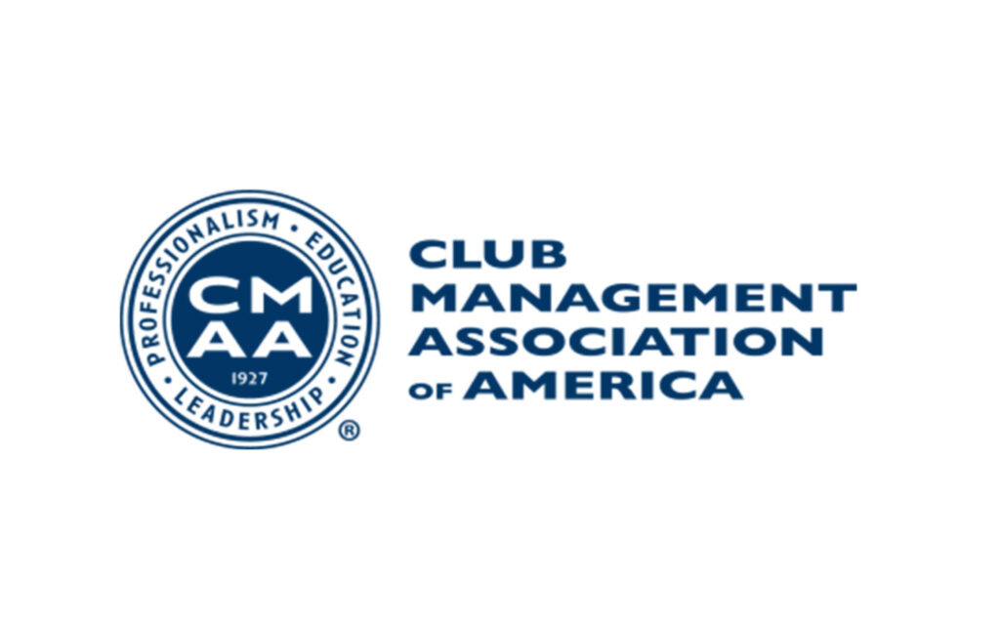 PROFESSIONALISM • EDUCATION • LEADERSHIP •
CM
AA
1927
®
CLUB
MANAGEMENT
ASSOCIATION
OF AMERICA